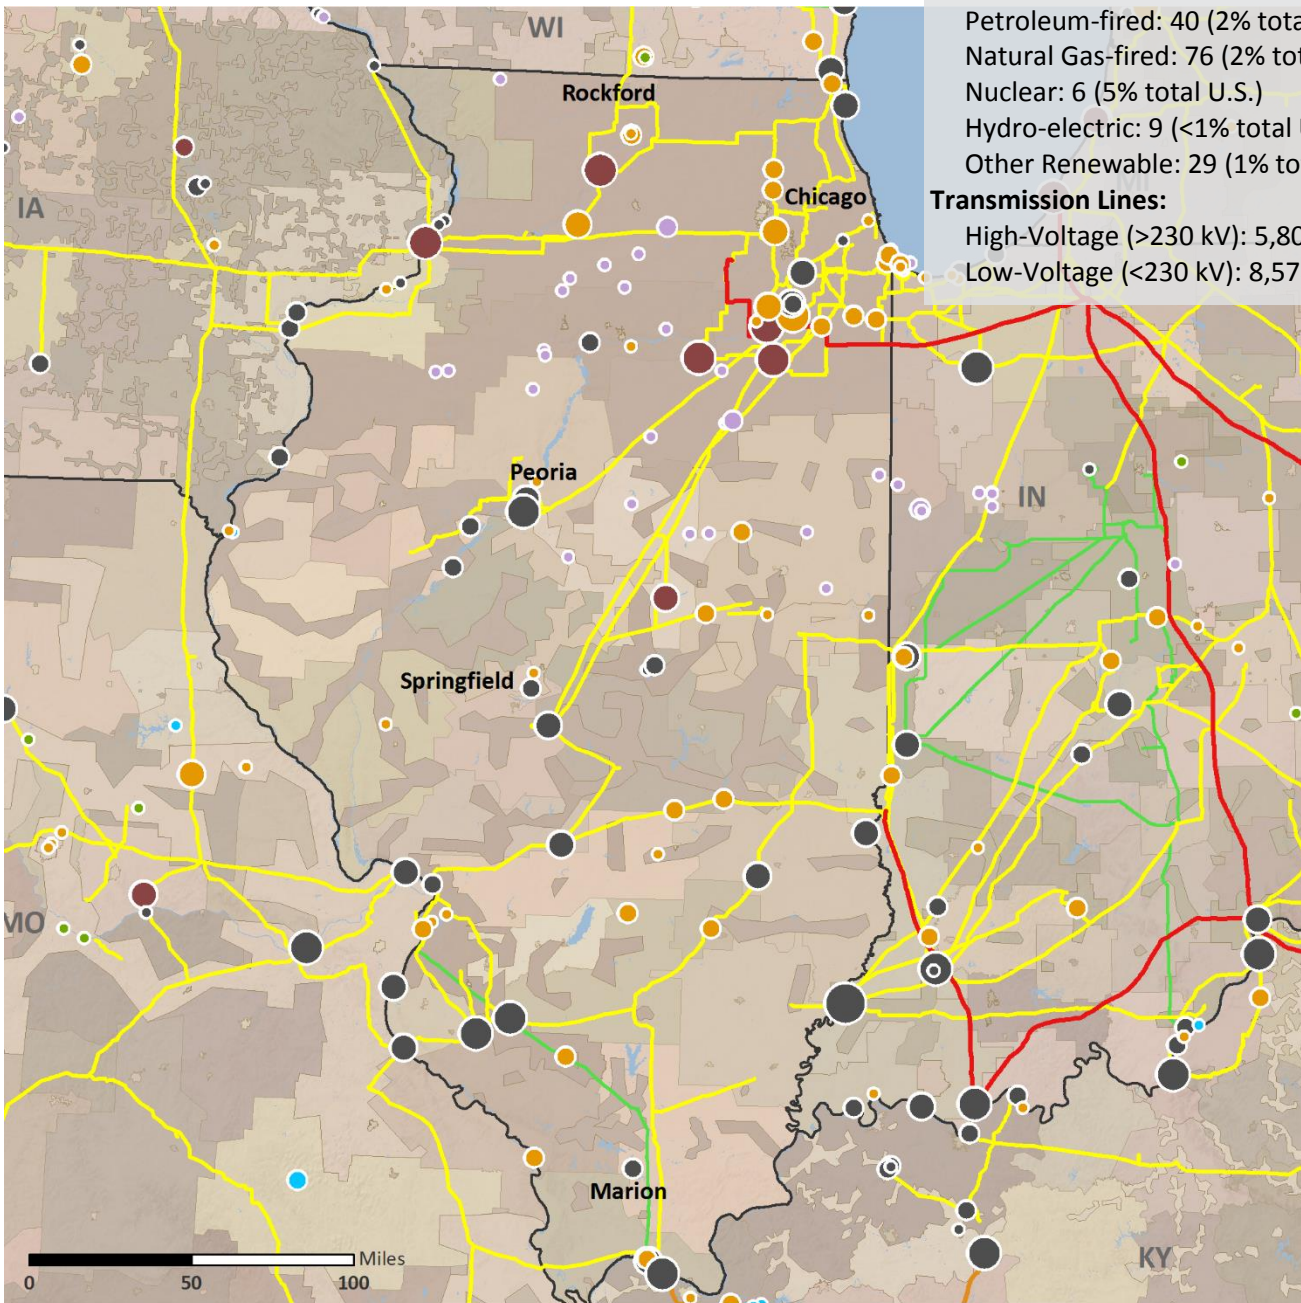 WI
Petroleum-fired: 40 (2% tota
Natural Gas-fired: 76 (2% tot
Nuclear: 6 (5% total U.S.)
Hydro-electric: 9 (<1% total
Other Renewable: 29 (1% to
Transmission Lines:
High-Voltage (>230 kV): 5,80
Low-Voltage (<230 kV): 8,57
Rockford
MI
Chicago
IA
Peoria
IN
Springfield
MO
Marion
KY
Miles
0 50 100